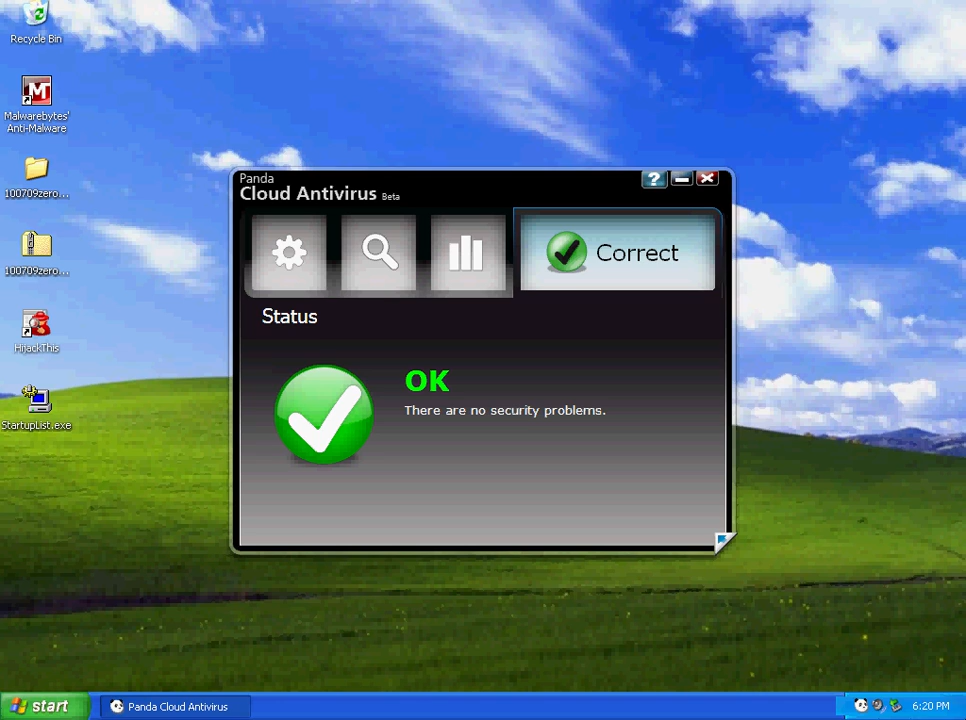 Recycle Bin
Malwarebytes'
Anti-Malware
100709zero...
100709zero...
HijackThis
StartupList.exe
Panda
Cloud Antivirus Beta
?
Correct
Status
OK
There are no security problems.
start
Panda Cloud Antivirus
6:20 PM